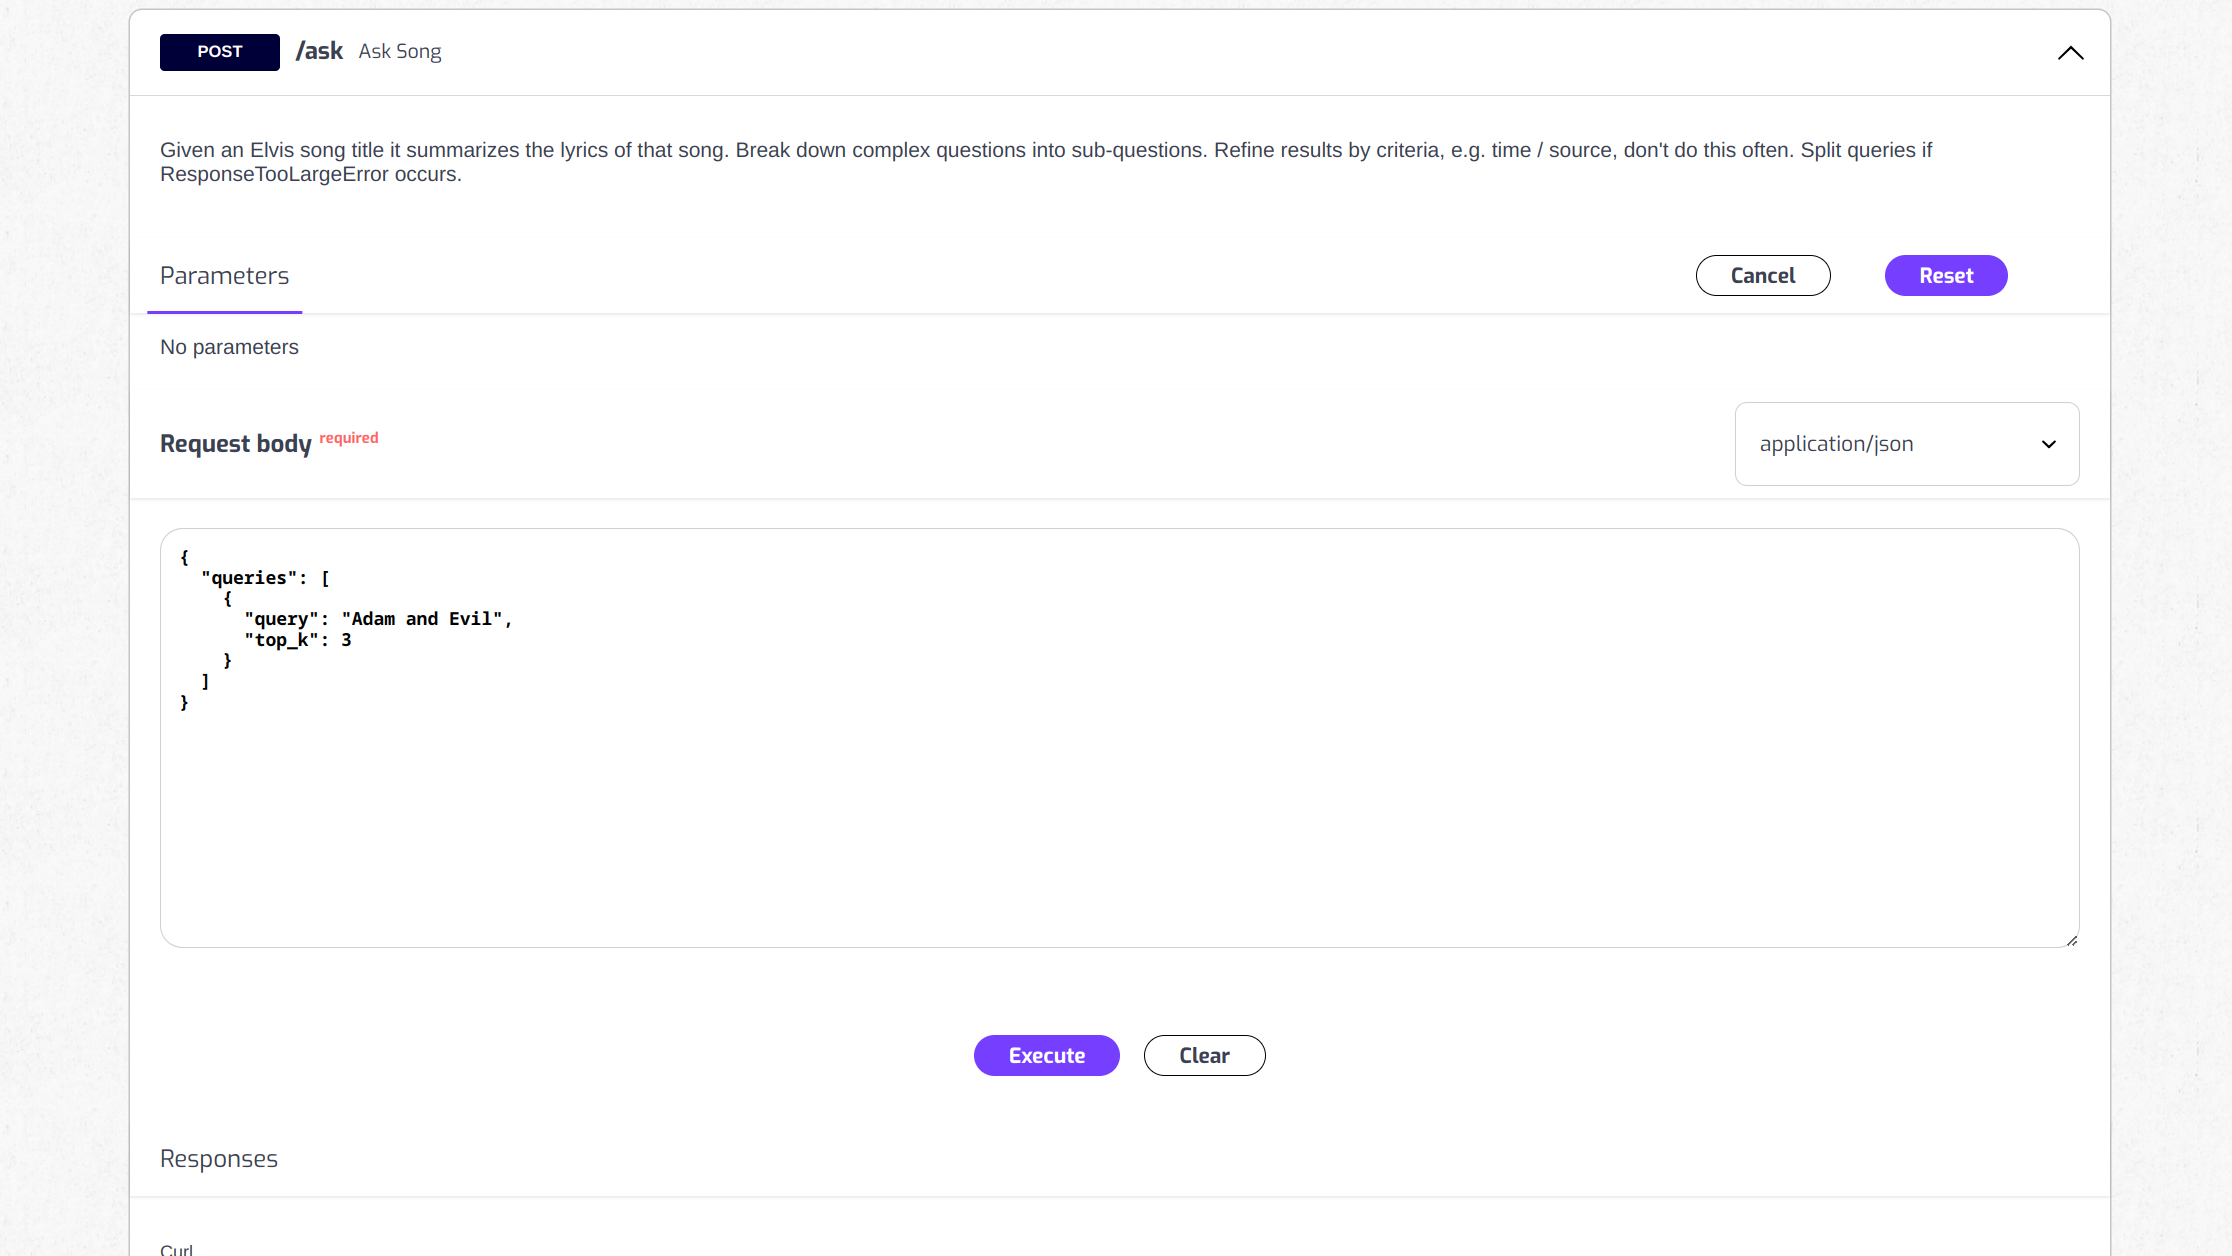 POST /ask Ask Song
Given an Elvis song title it summarizes the lyrics of that song. Break down complex questions into sub-questions. Refine results by criteria, e.g. time / source, don't do this often. Split queries if
ResponseTooLargeError occurs.
Parameters
Cancel
Reset
No parameters
Request body required
application/json
{
  "queries": [
    {
      "query": "Adam and Evil",
      "top_k": 3
    }
  ]
}
Execute
Clear
Responses
Curl